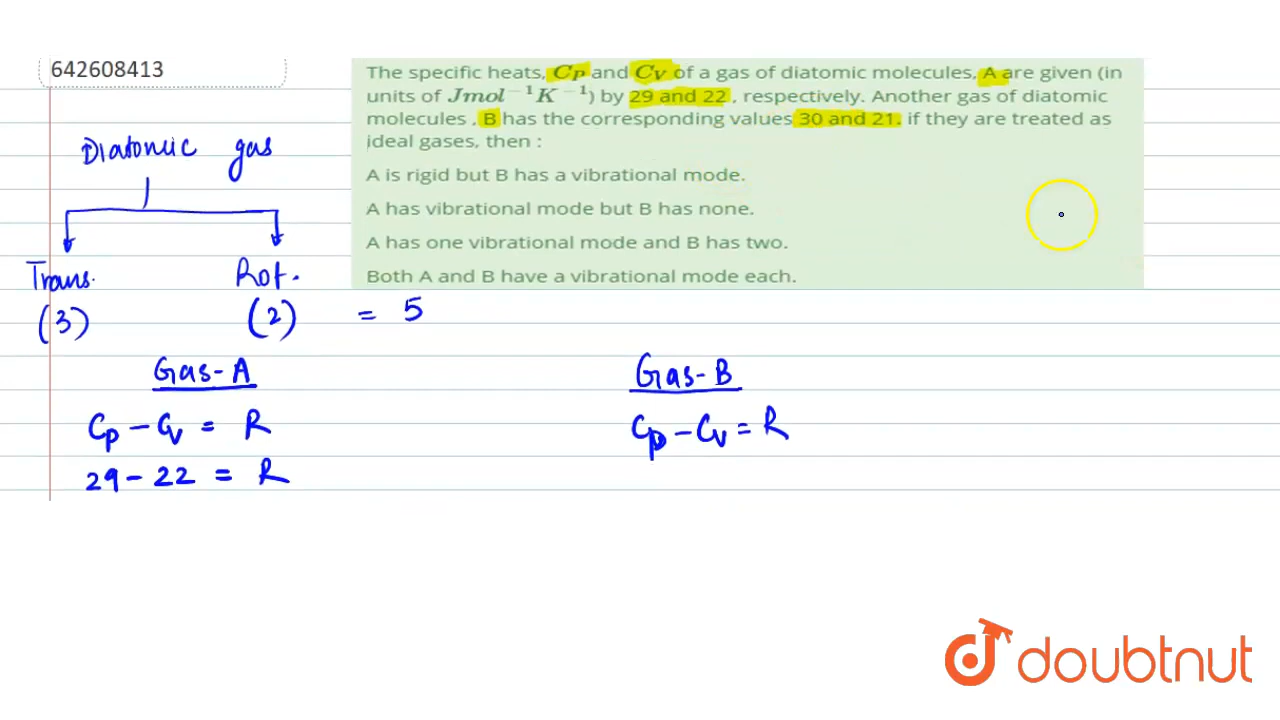 642608413
The specific heats, C_P and C_V of a gas of diatomic molecules, A are given (in
units of Jmol⁻¹K⁻¹) by 29 and 22, respectively. Another gas of diatomic
molecules , B has the corresponding values 30 and 21. if they are treated as
ideal gases, then :
A is rigid but B has a vibrational mode.
A has vibrational mode but B has none.
A has one vibrational mode and B has two.
Both A and B have a vibrational mode each.
Diatomic gas
Trans. Rot.
(3) (2) = 5
Gas-A
Cp - Cv = R
29 - 22 = R
Gas-B
Cp - Cv = R
doubtnut